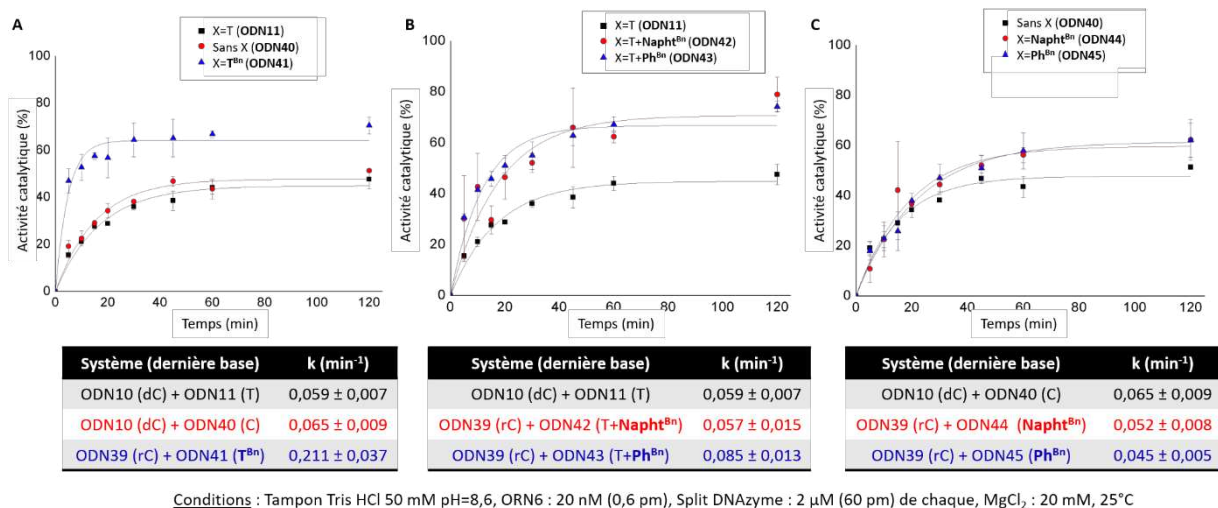 A
X=T (ODN11)
Sans X (ODN40)
X=T^Bn (ODN41)
Activité catalytique (%)
100
80
60
40
20
0
0 20 40 60 80 100 120
Temps (min)
Système (dernière base) k (min⁻¹)
ODN10 (dC) + ODN11 (T) 0,059 ± 0,007
ODN10 (dC) + ODN40 (C) 0,065 ± 0,009
ODN39 (rC) + ODN41 (T^Bn) 0,211 ± 0,037
B
X=T (ODN11)
X=T+Napht^Bn (ODN42)
X=T+Ph^Bn (ODN43)
Activité catalytique (%)
100
80
60
40
20
0
0 20 40 60 80 100 120
Temps (min)
Système (dernière base) k (min⁻¹)
ODN10 (dC) + ODN11 (T) 0,059 ± 0,007
ODN39 (rC) + ODN42 (T+Napht^Bn) 0,057 ± 0,015
ODN39 (rC) + ODN43 (T+Ph^Bn) 0,085 ± 0,013
C
Sans X (ODN40)
X=Napht^Bn (ODN44)
X=Ph^Bn (ODN45)
Activité catalytique (%)
100
80
60
40
20
0
0 20 40 60 80 100 120
Temps (min)
Système (dernière base) k (min⁻¹)
ODN10 (dC) + ODN40 (C) 0,065 ± 0,009
ODN39 (rC) + ODN44 (Napht^Bn) 0,052 ± 0,008
ODN39 (rC) + ODN45 (Ph^Bn) 0,045 ± 0,005
Conditions : Tampon Tris HCl 50 mM pH=8,6, ORN6 : 20 nM (0,6 pm), Split DNAzyme : 2 µM (60 pm) de chaque, MgCl₂ : 20 mM, 25°C